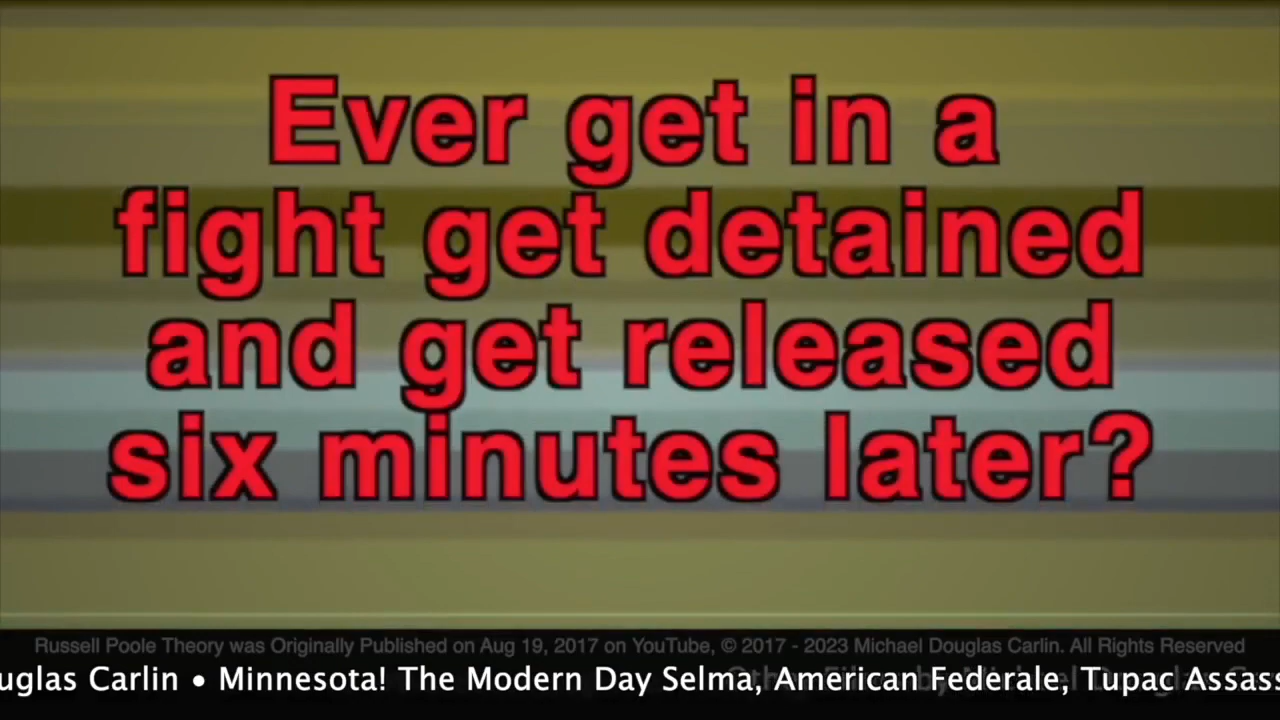 Ever get in a
fight get detained
and get released
six minutes later?
Russell Poole Theory was Originally Published on Aug 19, 2017 on YouTube, © 2017 - 2023 Michael Douglas Carlin. All Rights Reserved
uglas Carlin • Minnesota! The Modern Day Selma, American Federale, Tupac Assass